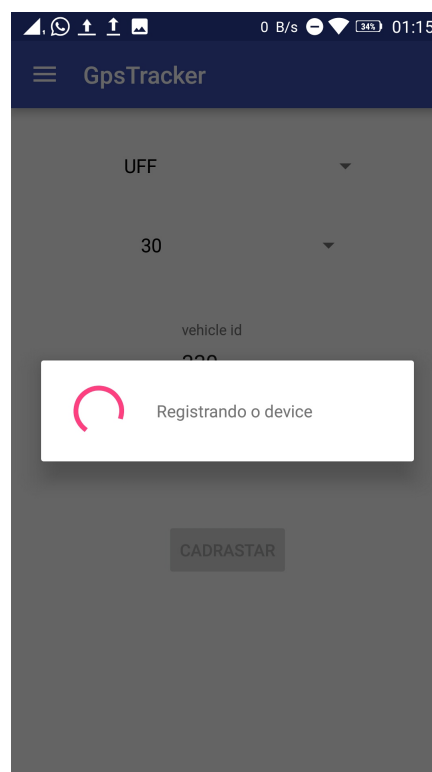 0 B/s 34% 01:15
GpsTracker
UFF
30
vehicle id
Registrando o device
CADRASTAR